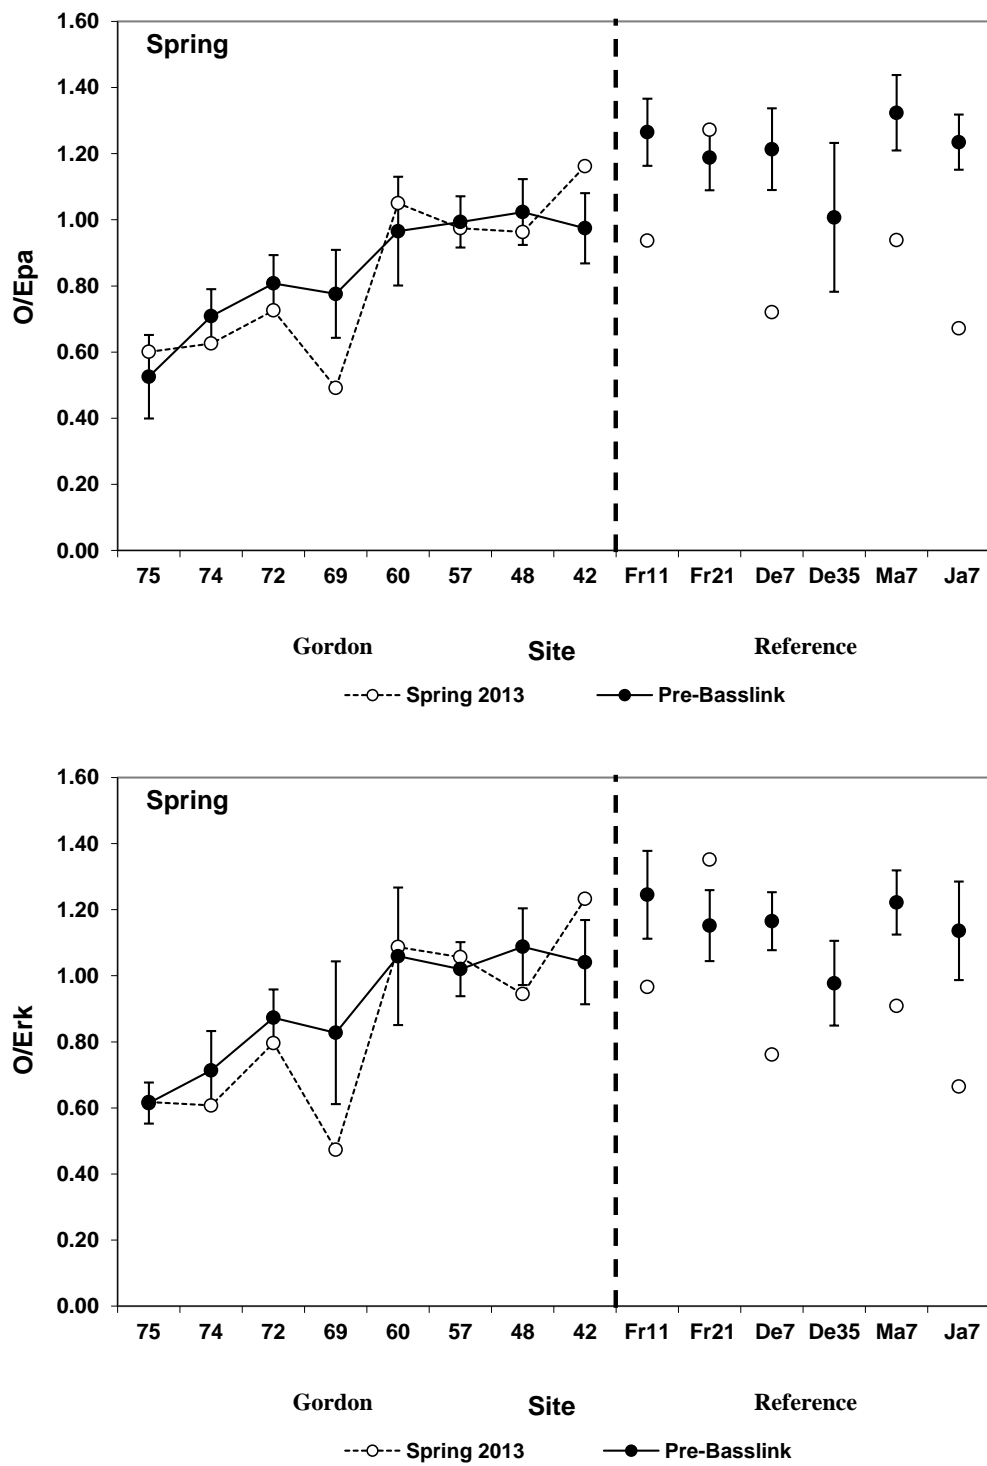 1.60
Spring
1.40
1.20
1.00
0.80
0.60
0.40
0.20
0.00
O/Epa
75 74 72 69 60 57 48 42 Fr11 Fr21 De7 De35 Ma7 Ja7
Gordon Site Reference
Spring 2013 Pre-Basslink
1.60
Spring
1.40
1.20
1.00
0.80
0.60
0.40
0.20
0.00
O/Erk
75 74 72 69 60 57 48 42 Fr11 Fr21 De7 De35 Ma7 Ja7
Gordon Site Reference
Spring 2013 Pre-Basslink